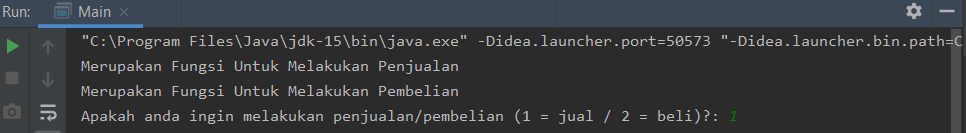 Run: Main
"C:\Program Files\Java\jdk-15\bin\java.exe" -Didea.launcher.port=50573 "-Didea.launcher.bin.path=C
Merupakan Fungsi Untuk Melakukan Penjualan
Merupakan Fungsi Untuk Melakukan Pembelian
Apakah anda ingin melakukan penjualan/pembelian (1 = jual / 2 = beli)?: 1